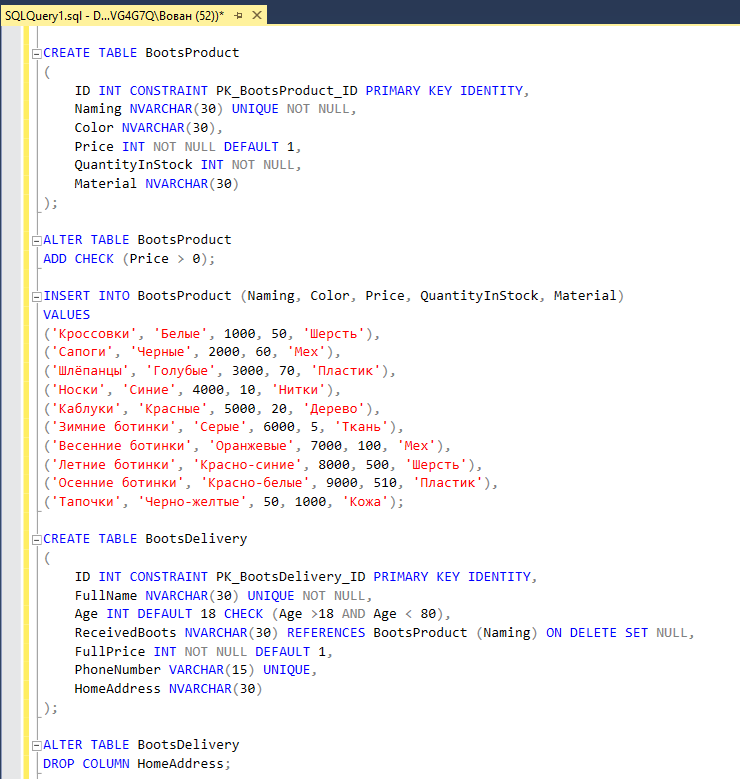 SQLQuery1.sql - D...VG4G7Q\Вован (52))*
CREATE TABLE BootsProduct
(
    ID INT CONSTRAINT PK_BootsProduct_ID PRIMARY KEY IDENTITY,
    Naming NVARCHAR(30) UNIQUE NOT NULL,
    Color NVARCHAR(30),
    Price INT NOT NULL DEFAULT 1,
    QuantityInStock INT NOT NULL,
    Material NVARCHAR(30)
);
ALTER TABLE BootsProduct
ADD CHECK (Price > 0);
INSERT INTO BootsProduct (Naming, Color, Price, QuantityInStock, Material)
VALUES
('Кроссовки', 'Белые', 1000, 50, 'Шерсть'),
('Сапоги', 'Черные', 2000, 60, 'Мех'),
('Шлёпанцы', 'Голубые', 3000, 70, 'Пластик'),
('Носки', 'Синие', 4000, 10, 'Нитки'),
('Каблуки', 'Красные', 5000, 20, 'Дерево'),
('Зимние ботинки', 'Серые', 6000, 5, 'Ткань'),
('Весенние ботинки', 'Оранжевые', 7000, 100, 'Мех'),
('Летние ботинки', 'Красно-синие', 8000, 500, 'Шерсть'),
('Осенние ботинки', 'Красно-белые', 9000, 510, 'Пластик'),
('Тапочки', 'Черно-желтые', 50, 1000, 'Кожа');
CREATE TABLE BootsDelivery
(
    ID INT CONSTRAINT PK_BootsDelivery_ID PRIMARY KEY IDENTITY,
    FullName NVARCHAR(30) UNIQUE NOT NULL,
    Age INT DEFAULT 18 CHECK (Age >18 AND Age < 80),
    ReceivedBoots NVARCHAR(30) REFERENCES BootsProduct (Naming) ON DELETE SET NULL,
    FullPrice INT NOT NULL DEFAULT 1,
    PhoneNumber VARCHAR(15) UNIQUE,
    HomeAddress NVARCHAR(30)
);
ALTER TABLE BootsDelivery
DROP COLUMN HomeAddress;